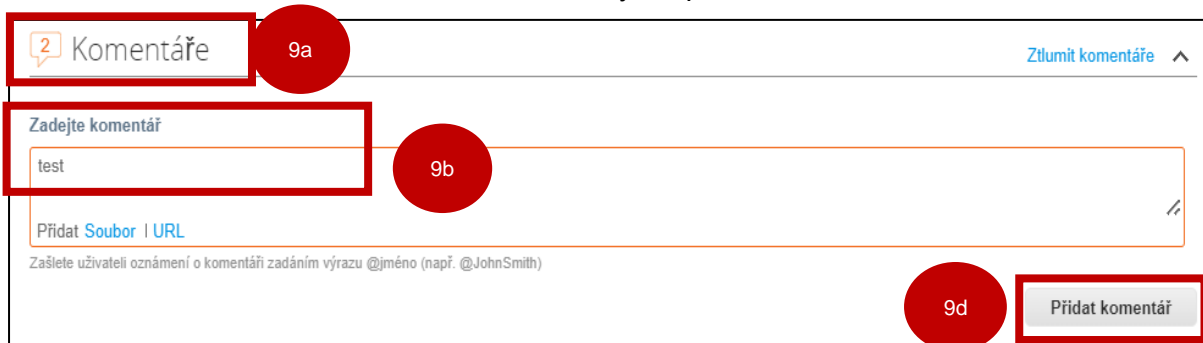 2 Komentáře
9a
Ztlumit komentáře
Zadejte komentář
test
9b
Přidat Soubor | URL
Zašlete uživateli oznámení o komentáři zadáním výrazu @jméno (např. @JohnSmith)
9d
Přidat komentář